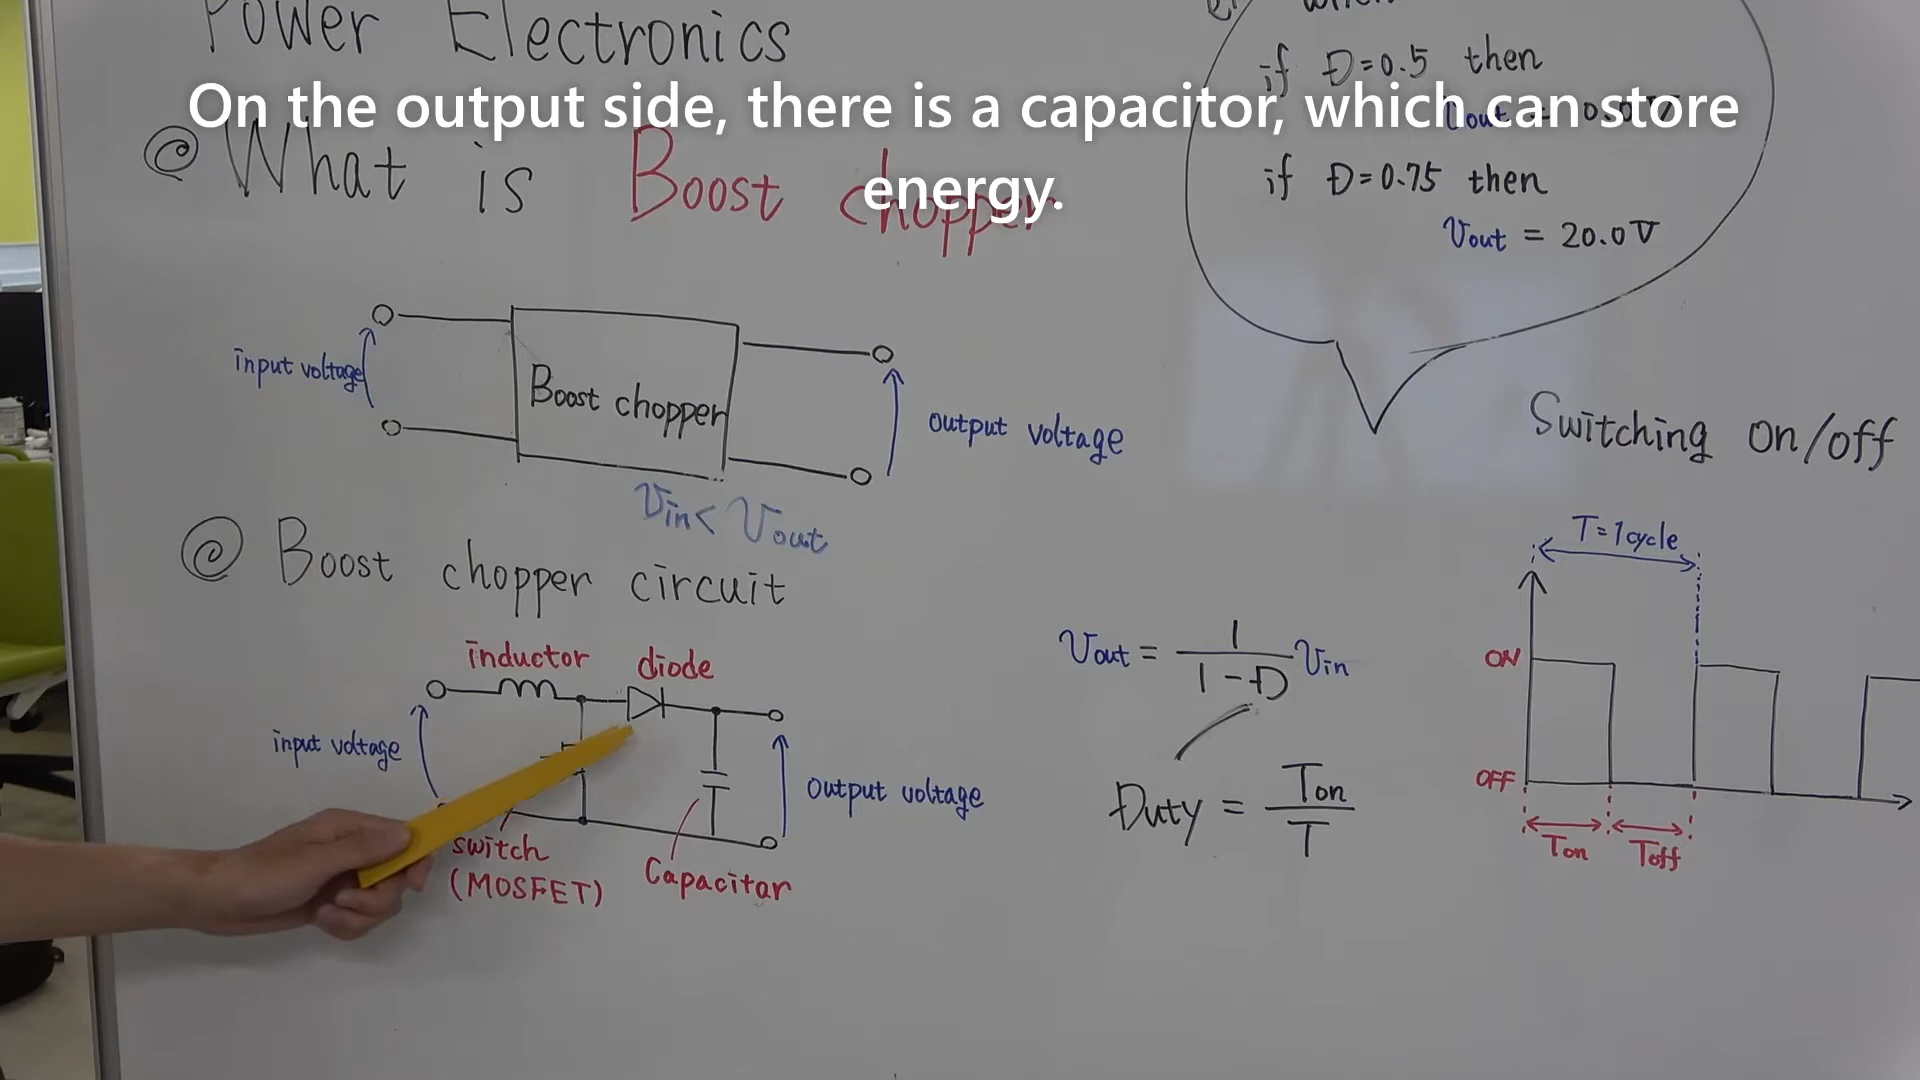 Power Electronics
On the output side, there is a capacitor, which can store
energy.
@ What is Boost chopper
when
if D=0.5 then
Vout =
if D=0.75 then
Vout = 20.0V
input voltage
Boost chopper
output voltage
Vin < Vout
Switching on/off
@ Boost chopper circuit
inductor
diode
input voltage
output voltage
switch
(MOSFET)
Capacitor
Vout = 1 / 1-D Vin
Duty = Ton / T
T=1cycle
ON
OFF
Ton
Toff